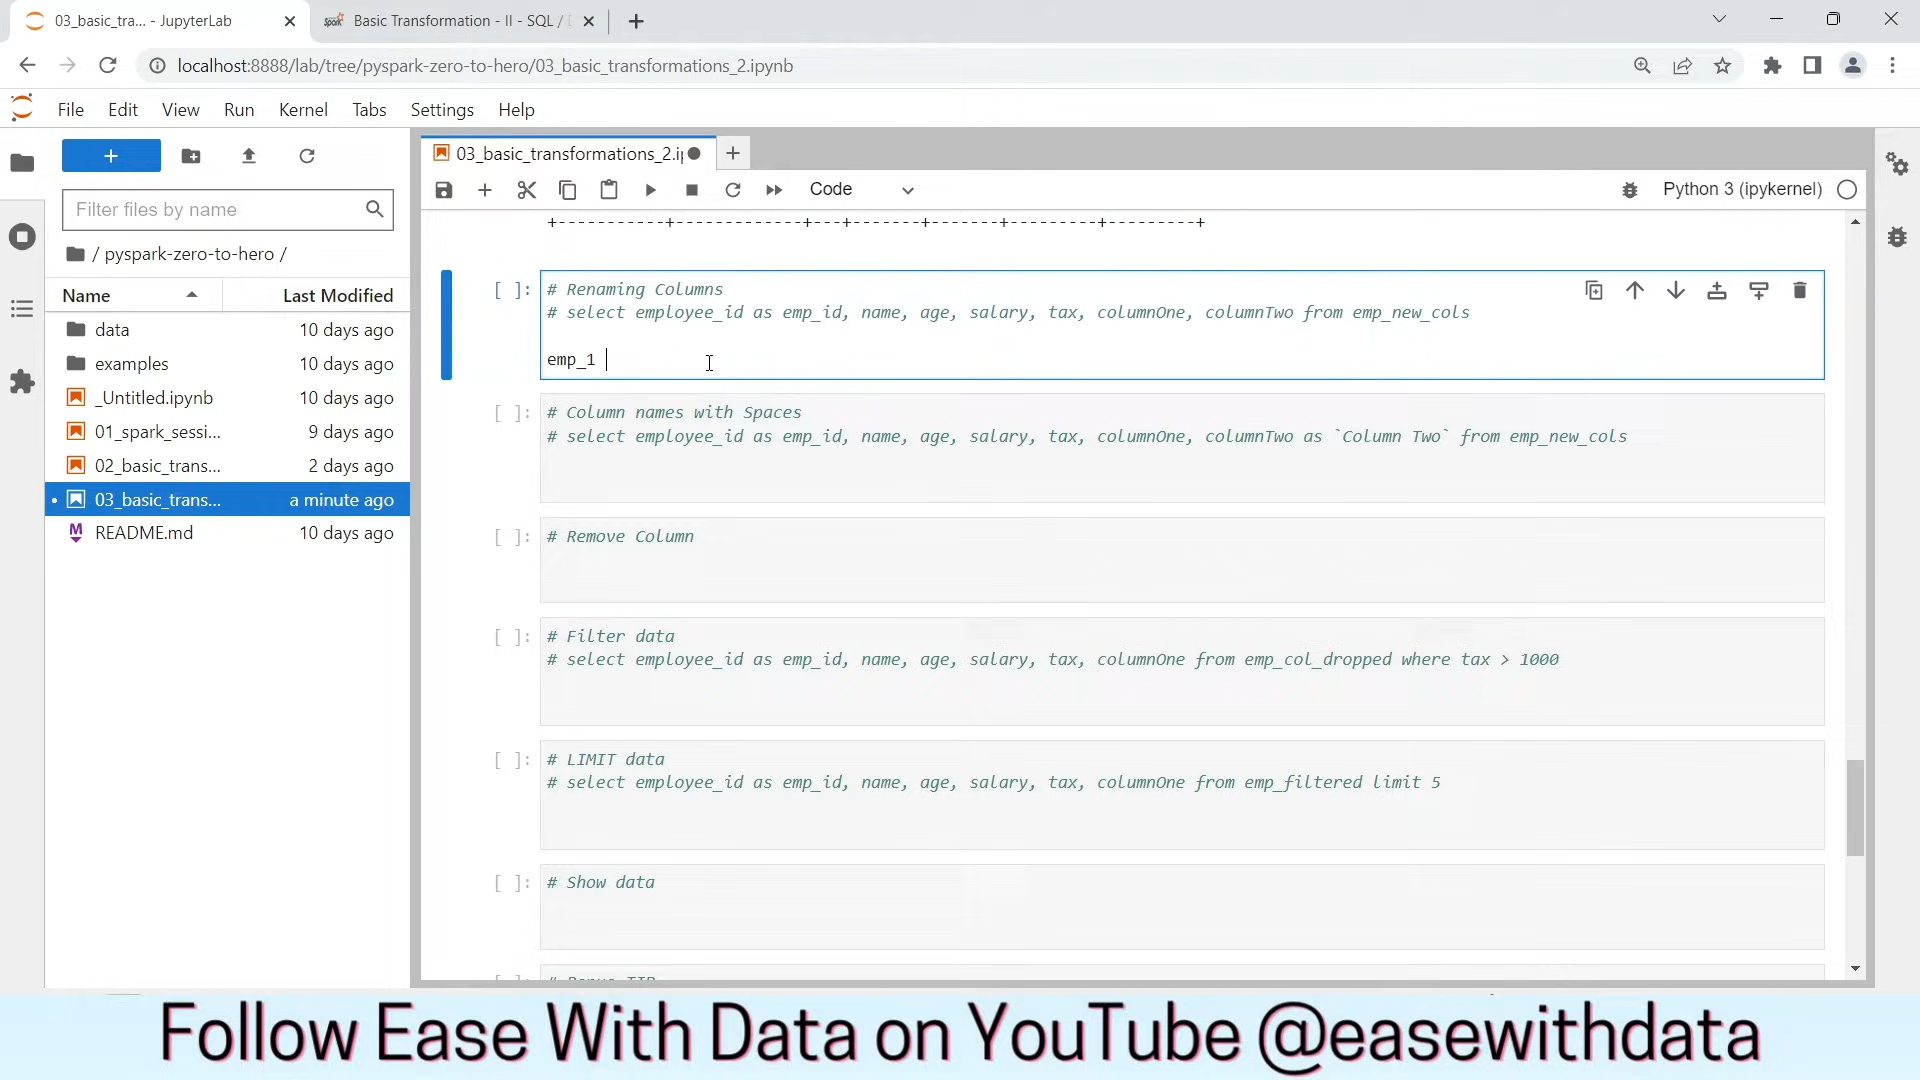 03_basic_tra... - JupyterLab
Basic Transformation - II - SQL /
localhost:8888/lab/tree/pyspark-zero-to-hero/03_basic_transformations_2.ipynb
File Edit View Run Kernel Tabs Settings Help
03_basic_transformations_2.i
Code
Python 3 (ipykernel)
Filter files by name
/ pyspark-zero-to-hero /
Name Last Modified
data 10 days ago
examples 10 days ago
_Untitled.ipynb 10 days ago
01_spark_sessi... 9 days ago
02_basic_trans... 2 days ago
03_basic_trans... a minute ago
README.md 10 days ago
+-----------+-------------+---+-------+-------+---------+---------+
[ ]: # Renaming Columns
# select employee_id as emp_id, name, age, salary, tax, columnOne, columnTwo from emp_new_cols
emp_1
[ ]: # Column names with Spaces
# select employee_id as emp_id, name, age, salary, tax, columnOne, columnTwo as `Column Two` from emp_new_cols
[ ]: # Remove Column
[ ]: # Filter data
# select employee_id as emp_id, name, age, salary, tax, columnOne from emp_col_dropped where tax > 1000
[ ]: # LIMIT data
# select employee_id as emp_id, name, age, salary, tax, columnOne from emp_filtered limit 5
[ ]: # Show data
Follow Ease With Data on YouTube @easewithdata